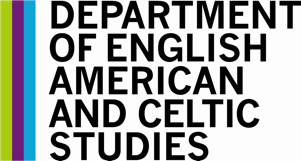 DEPARTMENT
OF ENGLISH
AMERICAN
AND CELTIC
STUDIES